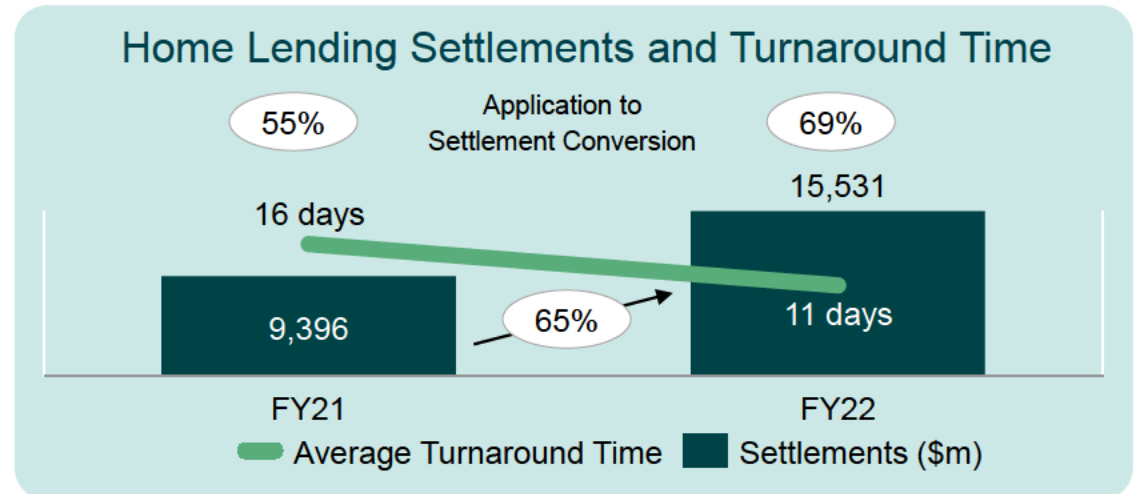 Home Lending Settlements and Turnaround Time
55%
Application to
Settlement Conversion
69%
15,531
16 days
9,396
65%
11 days
FY21
FY22
Average Turnaround Time
Settlements ($m)